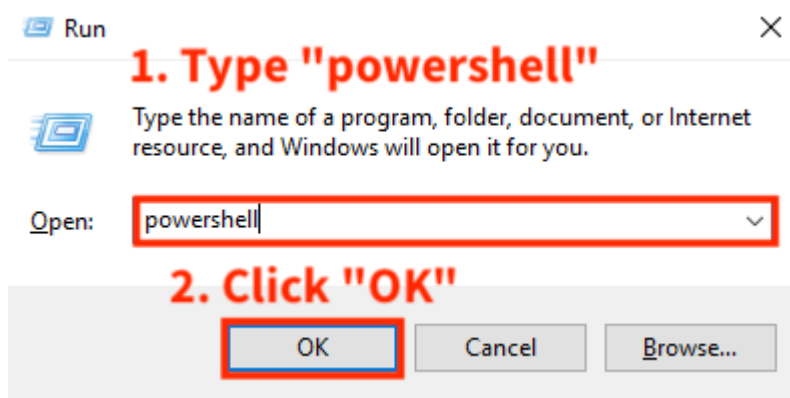 Run
1. Type "powershell"
Type the name of a program, folder, document, or Internet
resource, and Windows will open it for you.
Open: powershell
2. Click "OK"
OK Cancel Browse...